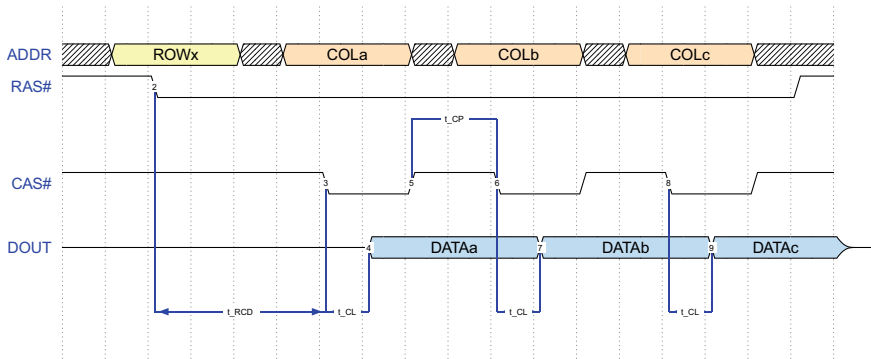 ADDR ROWx COLa COLb COLc
RAS# 2
t_CP
CAS# 3 5 6 8
DOUT 4 DATAa 7 DATAb 9 DATAc
t_RCD t_CL t_CL t_CL